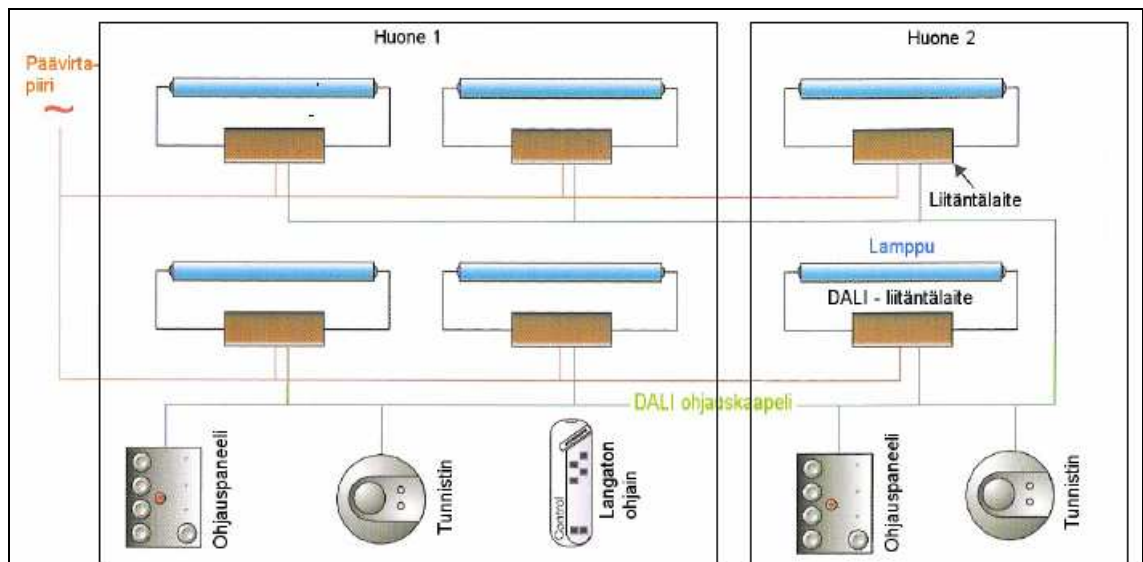 Huone 1
Huone 2
Päävirta-
piiri
Liitäntälaite
Lamppu
DALI - liitäntälaite
DALI ohjauskaapeli
Ohjauspaneeli
Tunnistin
Control
Langaton
ohjain
Ohjauspaneeli
Tunnistin